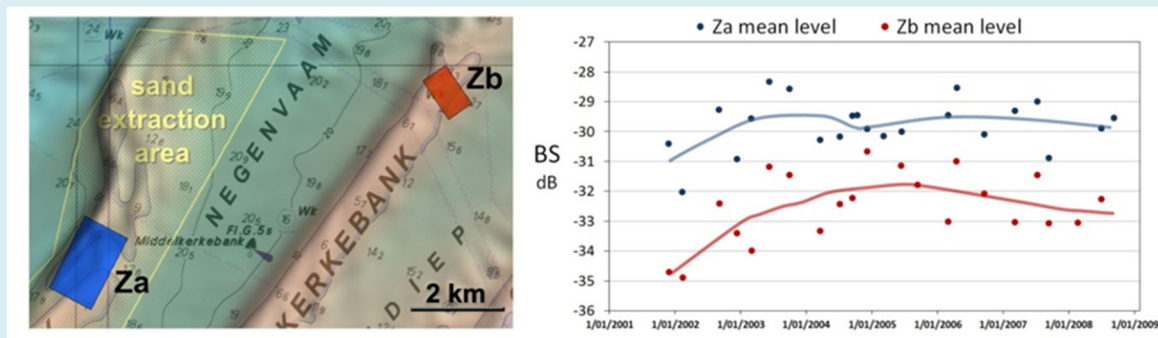 sand
extraction
area
NEGENVAAM
Zb
Za
Middelkerkebank
Fl.G.5s
Wk
Wk
KERKEBANK
DIEP
2 km
Za mean level
Zb mean level
BS
dB
-27
-28
-29
-30
-31
-32
-33
-34
-35
-36
1/01/2001
1/01/2002
1/01/2003
1/01/2004
1/01/2005
1/01/2006
1/01/2007
1/01/2008
1/01/2009